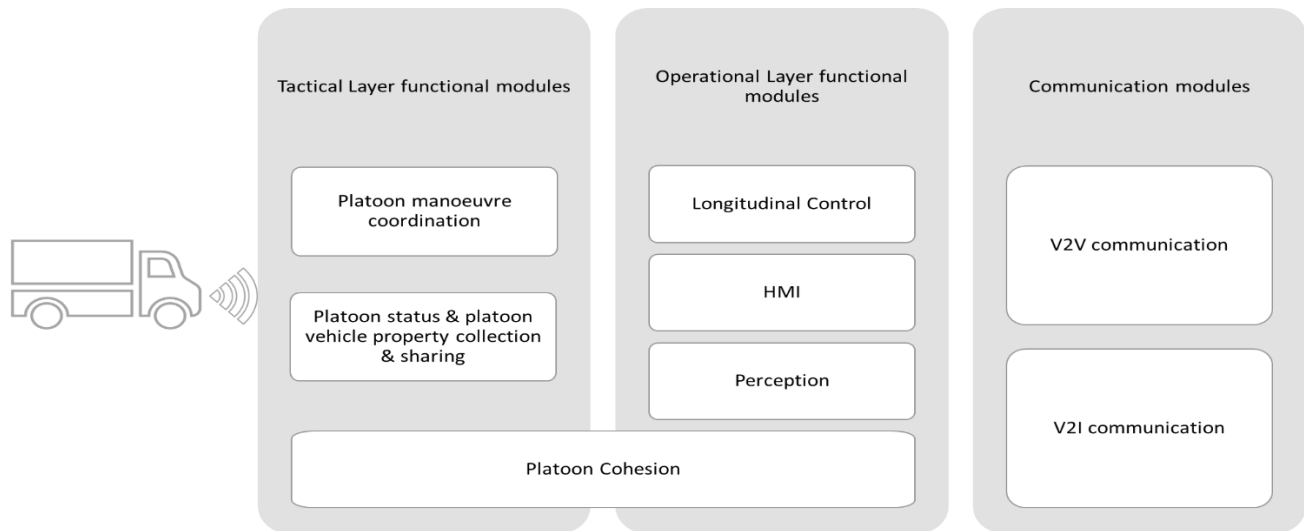 Tactical Layer functional modules
Platoon manoeuvre
coordination
Platoon status & platoon
vehicle property collection
& sharing
Operational Layer functional
modules
Longitudinal Control
HMI
Perception
Platoon Cohesion
Communication modules
V2V communication
V2I communication